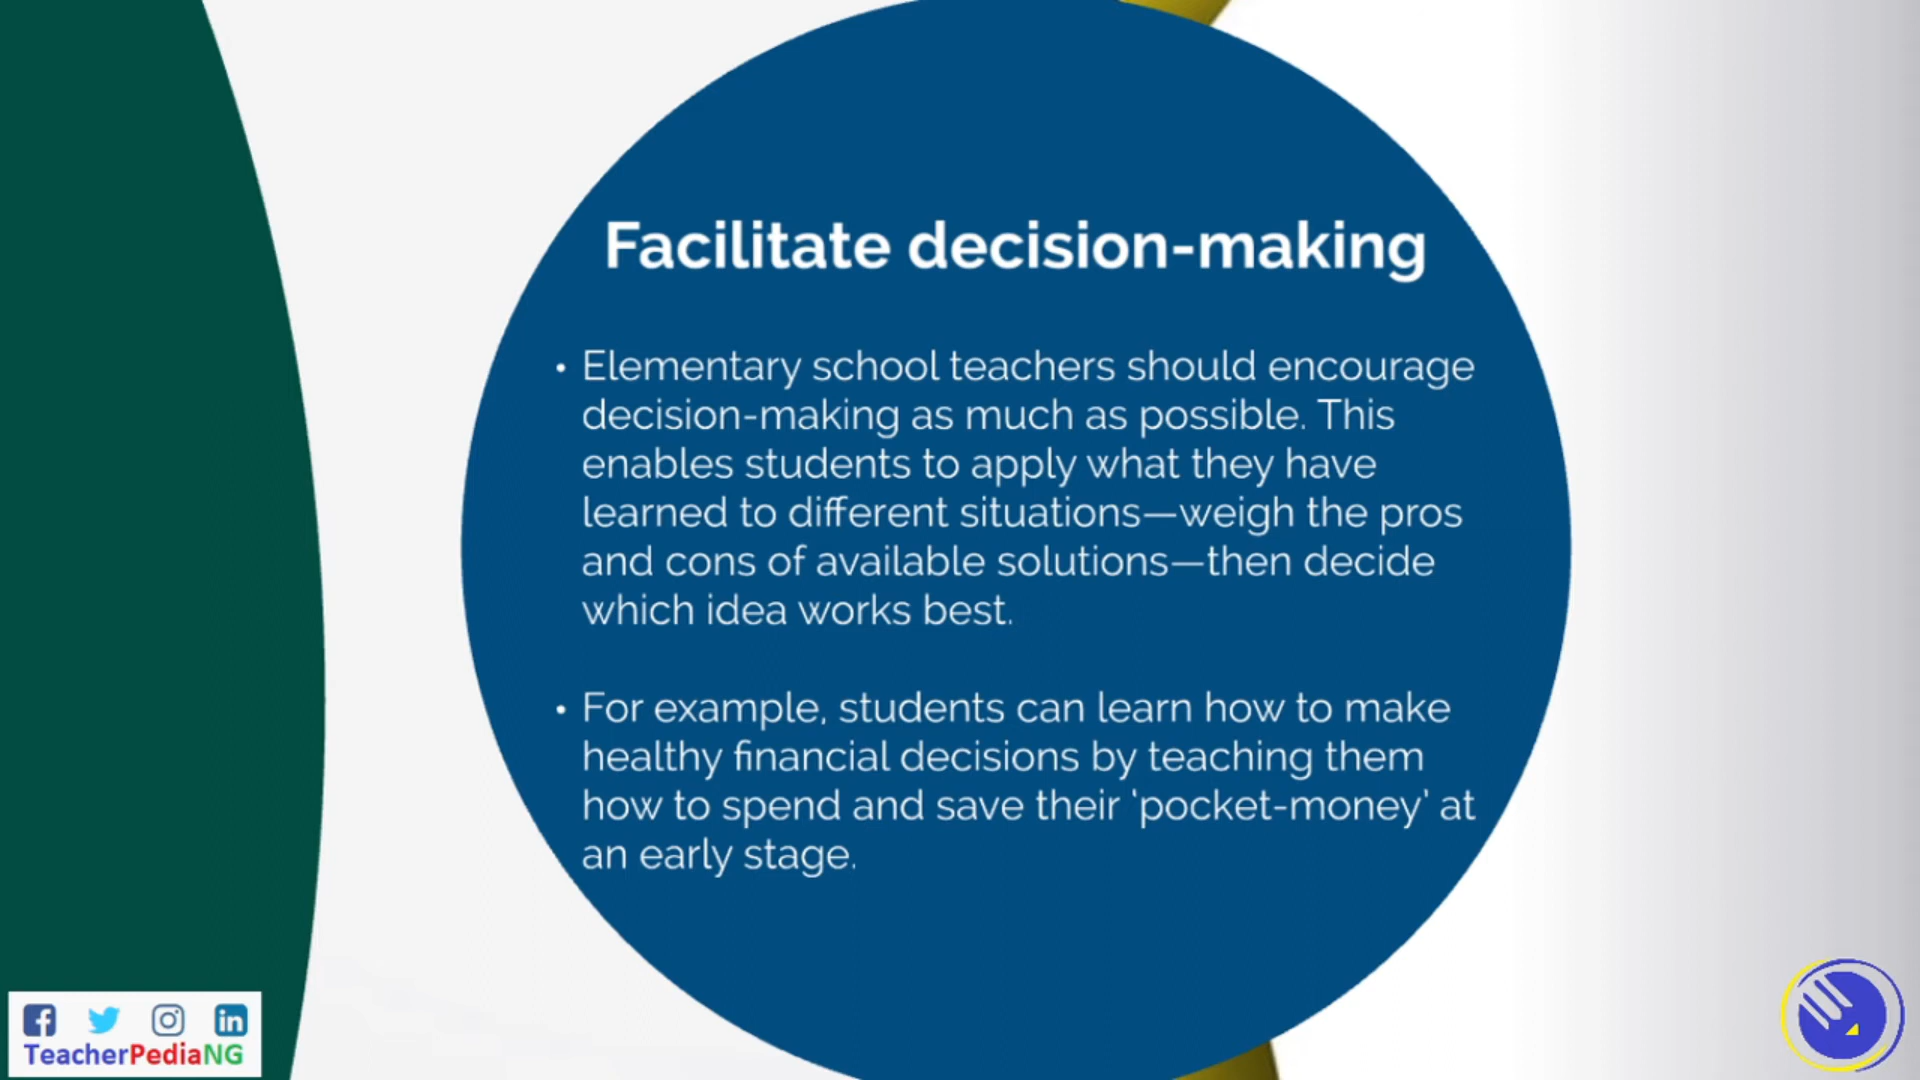 Facilitate decision-making
• Elementary school teachers should encourage
decision-making as much as possible. This
enables students to apply what they have
learned to different situations—weigh the pros
and cons of available solutions—then decide
which idea works best.
• For example, students can learn how to make
healthy financial decisions by teaching them
how to spend and save their 'pocket-money' at
an early stage.
TeacherPediaNG